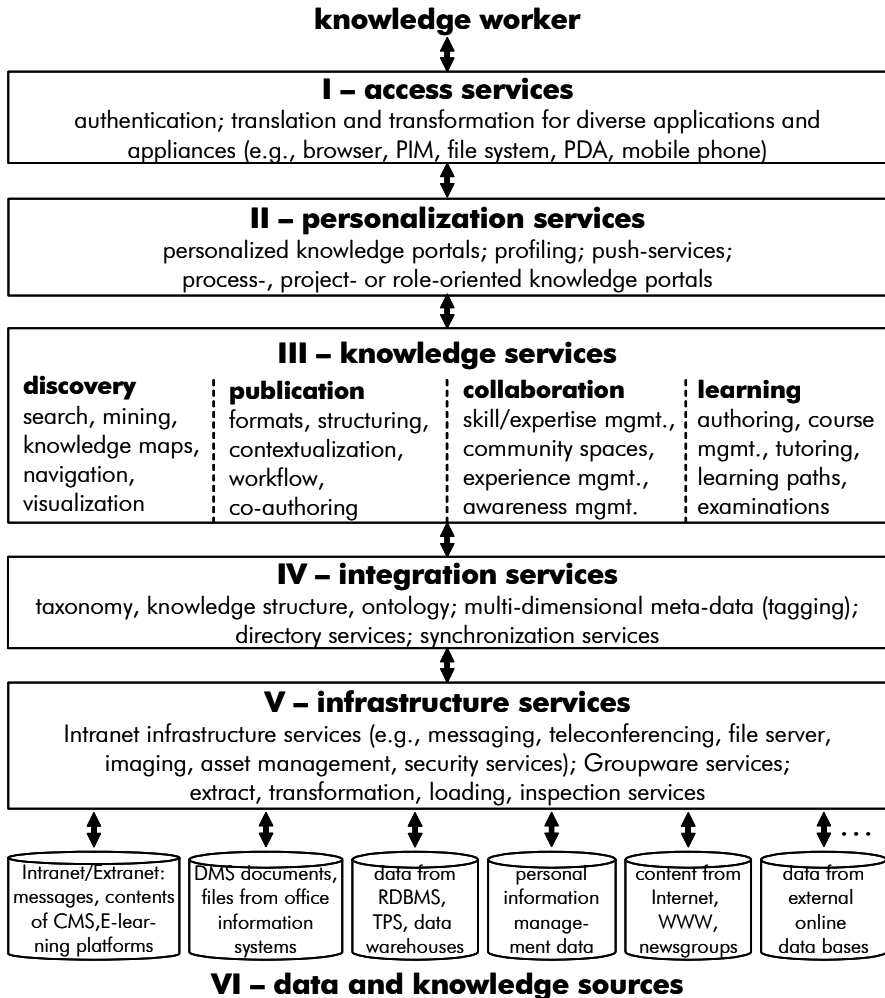 knowledge worker
I – access services
authentication; translation and transformation for diverse applications and
appliances (e.g., browser, PIM, file system, PDA, mobile phone)
II – personalization services
personalized knowledge portals; profiling; push-services;
process-, project- or role-oriented knowledge portals
III – knowledge services
discovery
search, mining,
knowledge maps,
navigation,
visualization
publication
formats, structuring,
contextualization,
workflow,
co-authoring
collaboration
skill/expertise mgmt.,
community spaces,
experience mgmt.,
awareness mgmt.
learning
authoring, course
mgmt., tutoring,
learning paths,
examinations
IV – integration services
taxonomy, knowledge structure, ontology; multi-dimensional meta-data (tagging);
directory services; synchronization services
V – infrastructure services
Intranet infrastructure services (e.g., messaging, teleconferencing, file server,
imaging, asset management, security services); Groupware services;
extract, transformation, loading, inspection services
...
Intranet/Extranet:
messages, contents
of CMS,E-lear-
ning platforms
DMS documents,
files from office
information
systems
data from
RDBMS,
TPS, data
warehouses
personal
information
manage-
ment data
content from
Internet,
WWW,
newsgroups
data from
external
online
data bases
VI – data and knowledge sources